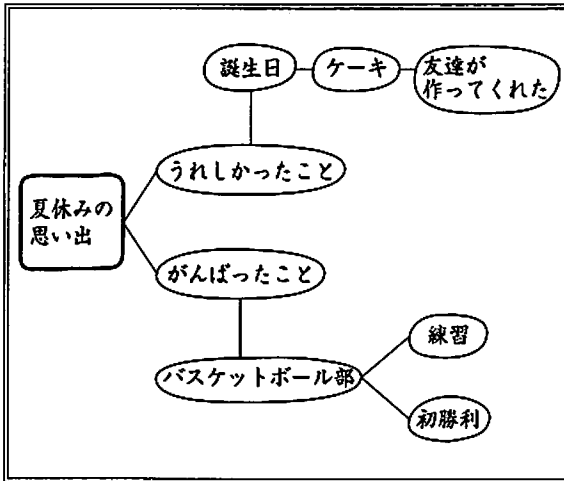 誕生日
ケーキ
友達が
作ってくれた
うれしかったこと
夏休みの
思い出
がんばったこと
バスケットボール部
練習
初勝利